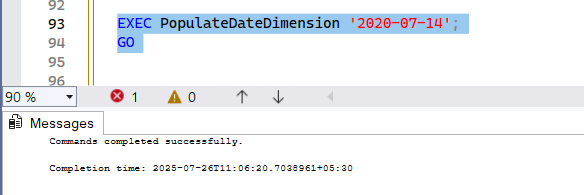 92
93 EXEC PopulateDateDimension '2020-07-14';
94 GO
95
96
90 % 1 0
Messages
Commands completed successfully.
Completion time: 2025-07-26T11:06:20.7038961+05:30